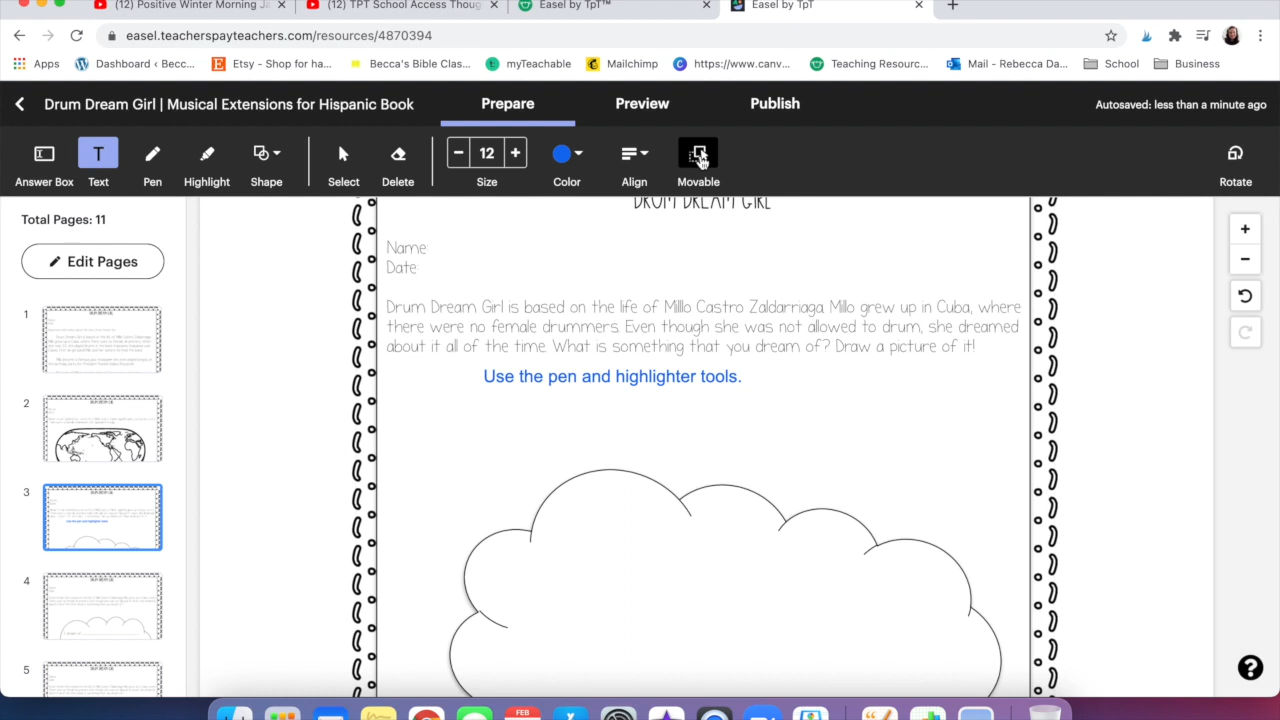 (12) Positive Winter Morning Ja
(12) TPT School Access Thoug
Easel by TpT™
Easel by TpT
easel.teacherspayteachers.com/resources/4870394
Apps
Dashboard ‹ Becc...
Etsy - Shop for ha...
Becca's Bible Clas...
myTeachable
Mailchimp
https://www.canv...
Teaching Resourc...
Mail - Rebecca Da...
School
Business
Drum Dream Girl | Musical Extensions for Hispanic Book
Prepare
Preview
Publish
Autosaved: less than a minute ago
T
12
Answer Box
Text
Pen
Highlight
Shape
Select
Delete
Size
Color
Align
Movable
Rotate
Total Pages: 11
Edit Pages
1
2
3
4
5
DRUM DREAM GIRL
Name:
Date:
Drum Dream Girl is based on the life of Millo Castro Zaldarriaga. Millo grew up in Cuba, where
there were no female drummers. Even though she was not allowed to drum, she dreamed
about it all of the time. What is something that you dream of? Draw a picture of it!
Use the pen and highlighter tools.
FEB